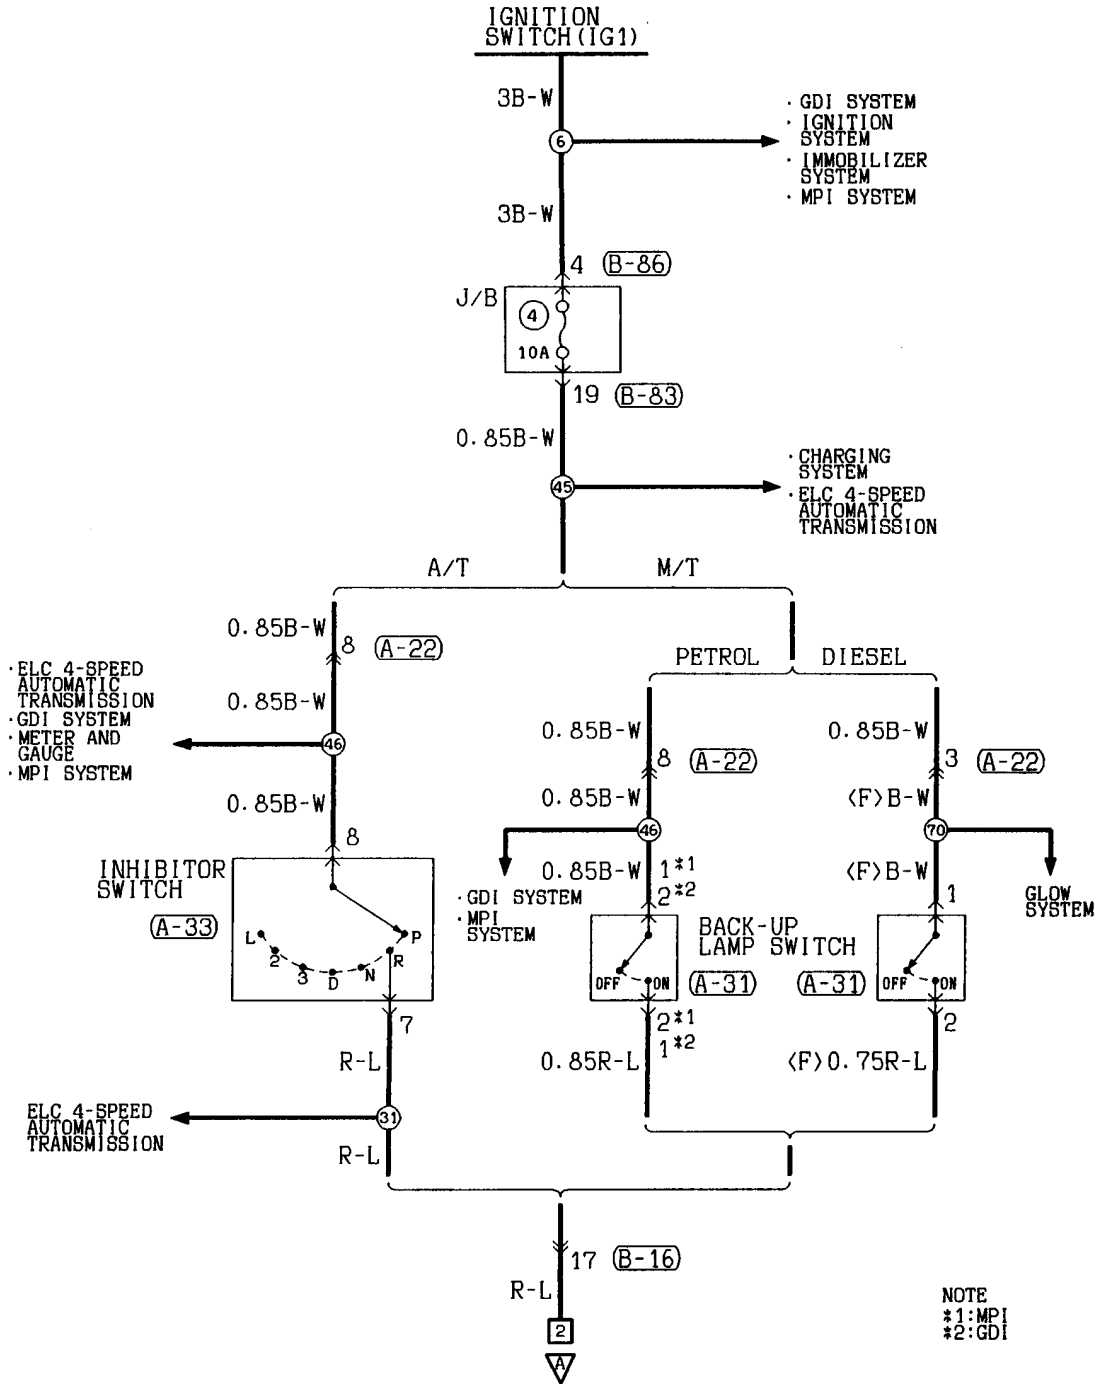 IGNITION
SWITCH(IG1)
3B-W
6
· GDI SYSTEM
· IGNITION
SYSTEM
· IMMOBILIZER
SYSTEM
· MPI SYSTEM
3B-W
4 B-86
J/B
4
10A
19 B-83
0.85B-W
45
· CHARGING
SYSTEM
· ELC 4-SPEED
AUTOMATIC
TRANSMISSION
A/T M/T
0.85B-W
8 A-22
PETROL DIESEL
· ELC 4-SPEED
AUTOMATIC
TRANSMISSION
· GDI SYSTEM
· METER AND
GAUGE
· MPI SYSTEM
0.85B-W
46
0.85B-W
8
0.85B-W
8 A-22
0.85B-W
46
0.85B-W
1*1
2*2
· GDI SYSTEM
· MPI
SYSTEM
0.85B-W
3 A-22
<F>B-W
70
<F>B-W
1
GLOW
SYSTEM
INHIBITOR
SWITCH
A-33
L 2 3 D N R P
7
BACK-UP
LAMP SWITCH
OFF ON
A-31
A-31
OFF ON
2*1
1*2
2
R-L
0.85R-L
<F>0.75R-L
ELC 4-SPEED
AUTOMATIC
TRANSMISSION
31
R-L
17 B-16
R-L
2
A
NOTE
*1:MPI
*2:GDI